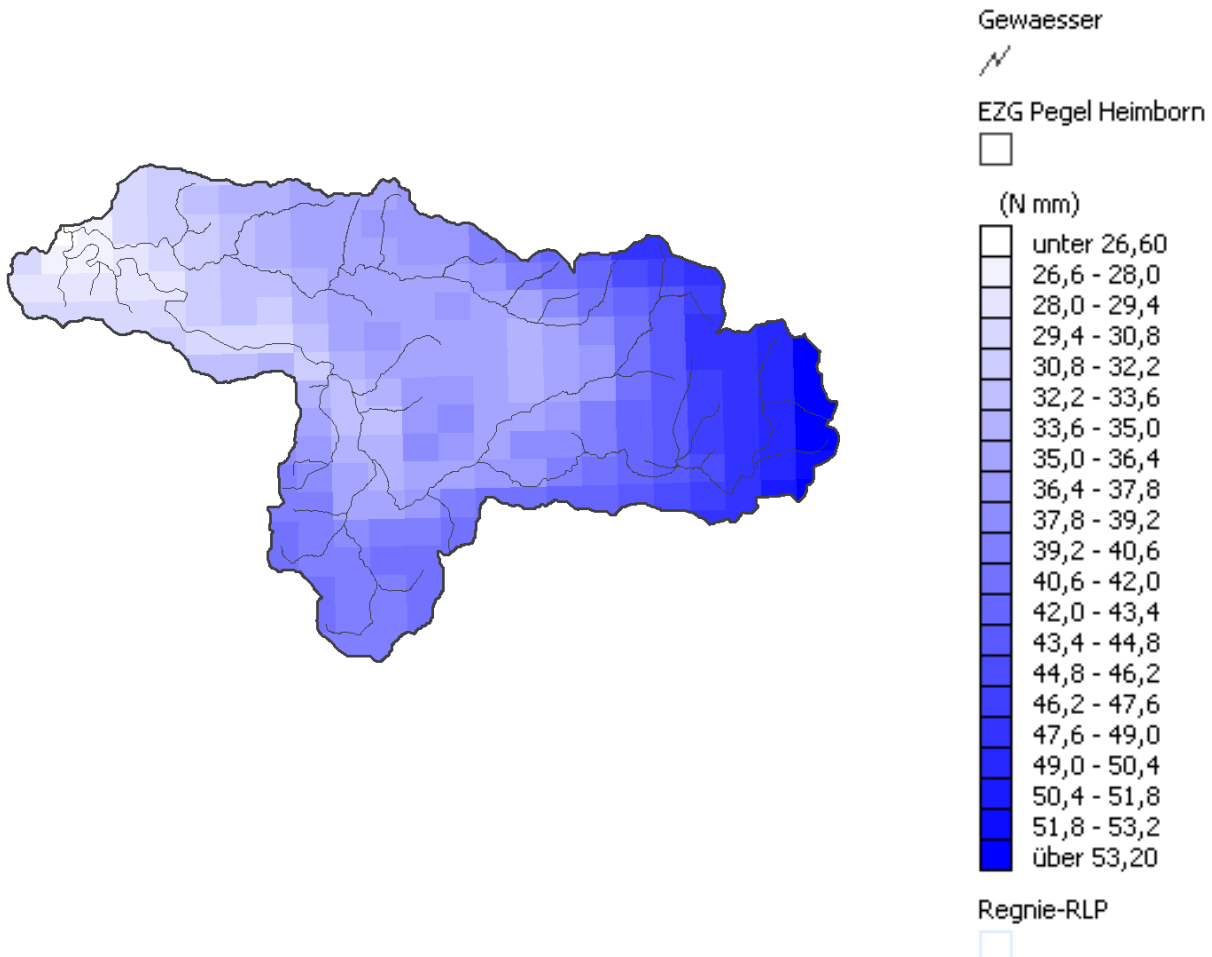 Gewaesser
EZG Pegel Heimborn
(N mm)
unter 26,60
26,6 - 28,0
28,0 - 29,4
29,4 - 30,8
30,8 - 32,2
32,2 - 33,6
33,6 - 35,0
35,0 - 36,4
36,4 - 37,8
37,8 - 39,2
39,2 - 40,6
40,6 - 42,0
42,0 - 43,4
43,4 - 44,8
44,8 - 46,2
46,2 - 47,6
47,6 - 49,0
49,0 - 50,4
50,4 - 51,8
51,8 - 53,2
über 53,20
Regnie-RLP